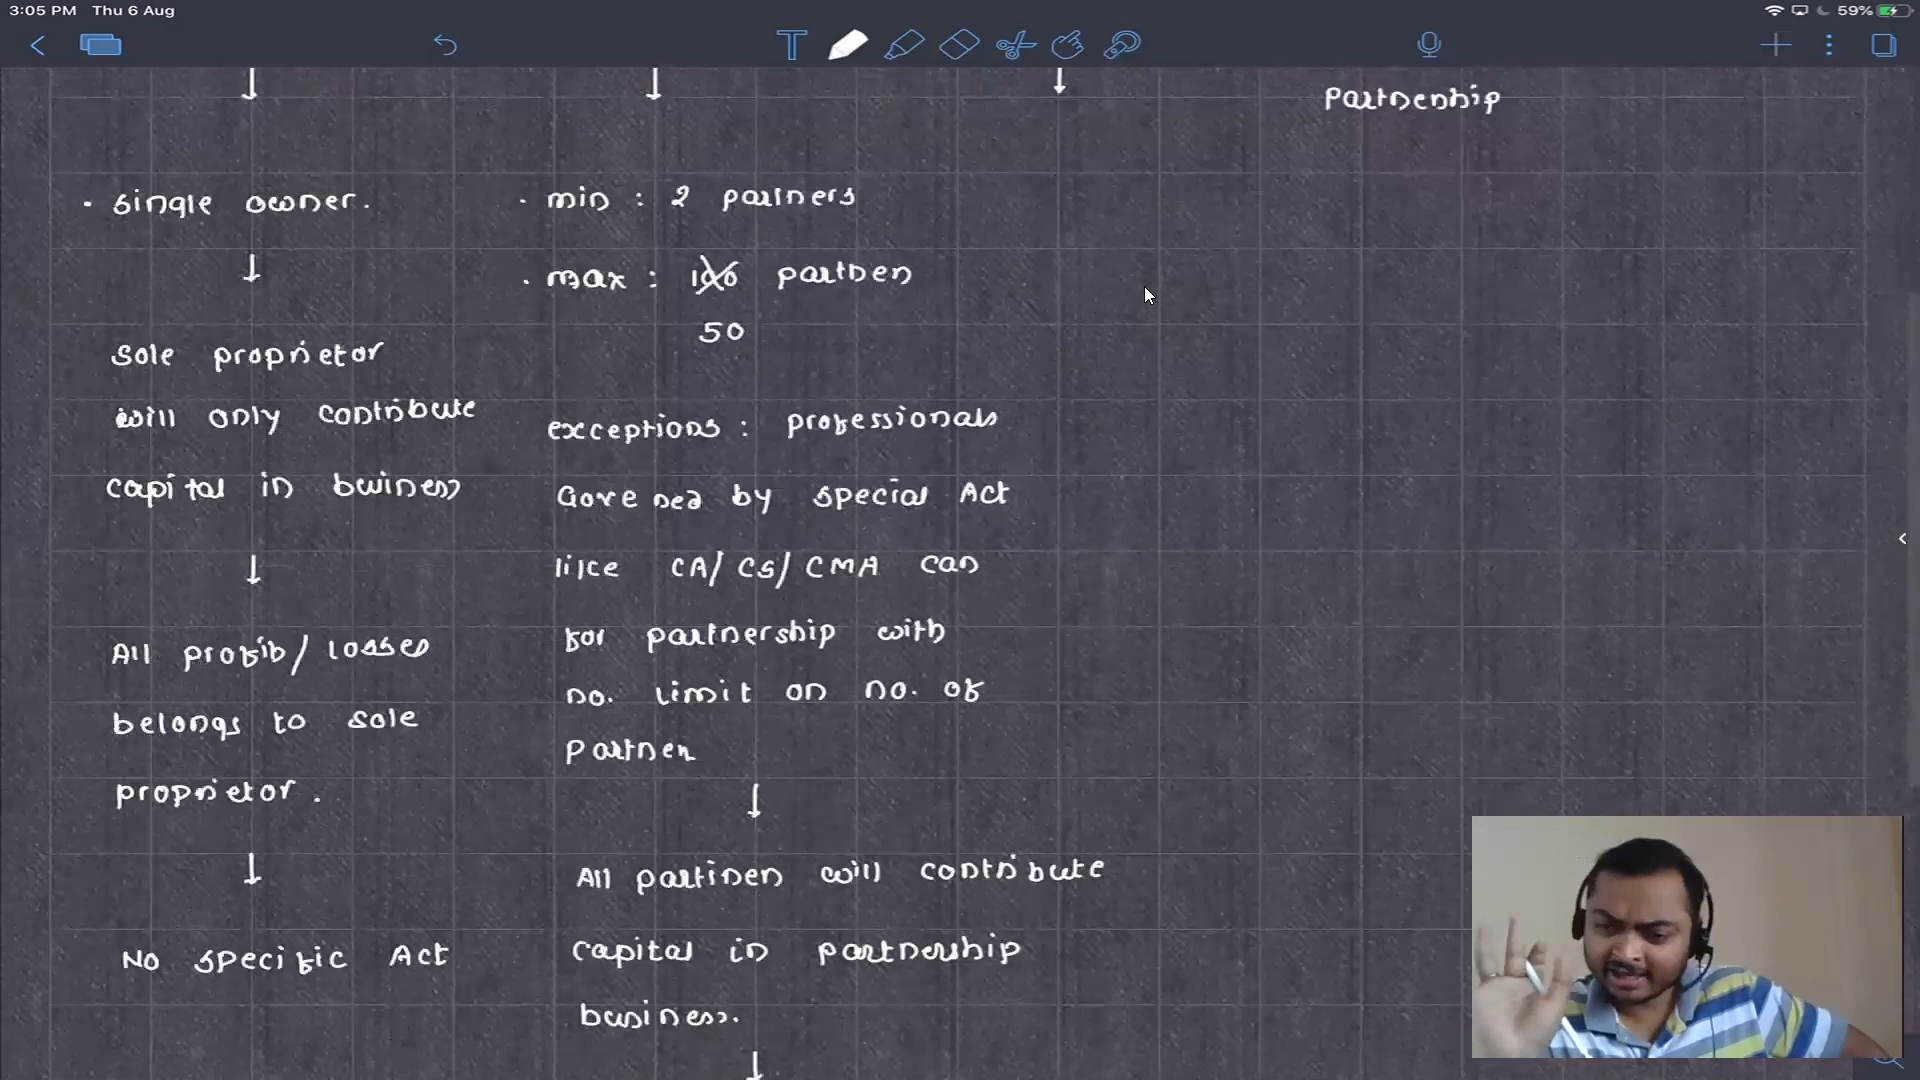 3:05 PM Thu 6 Aug
59%
Partnership
· single owner.
sole proprietor
will only contribute
capital in business
All profits/ losses
belongs to sole
proprietor.
No specific Act
· min : 2 partners
· max : 100 partners
50
exceptions : professionals
Governed by special Act
like CA/ CS/ CMA can
for partnership with
no. limit on no. of
Partners
All partners will contribute
capital in partnership
business.